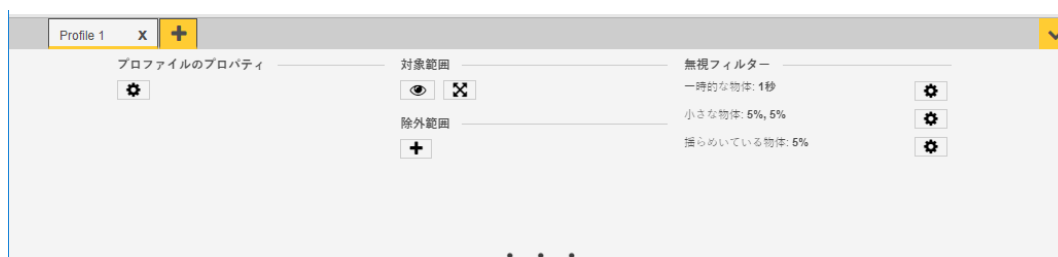 Profile 1 X
プロファイルのプロパティ
対象範囲
除外範囲
無視フィルター
一時的な物体: 1秒
小さな物体: 5%, 5%
揺らめいている物体: 5%